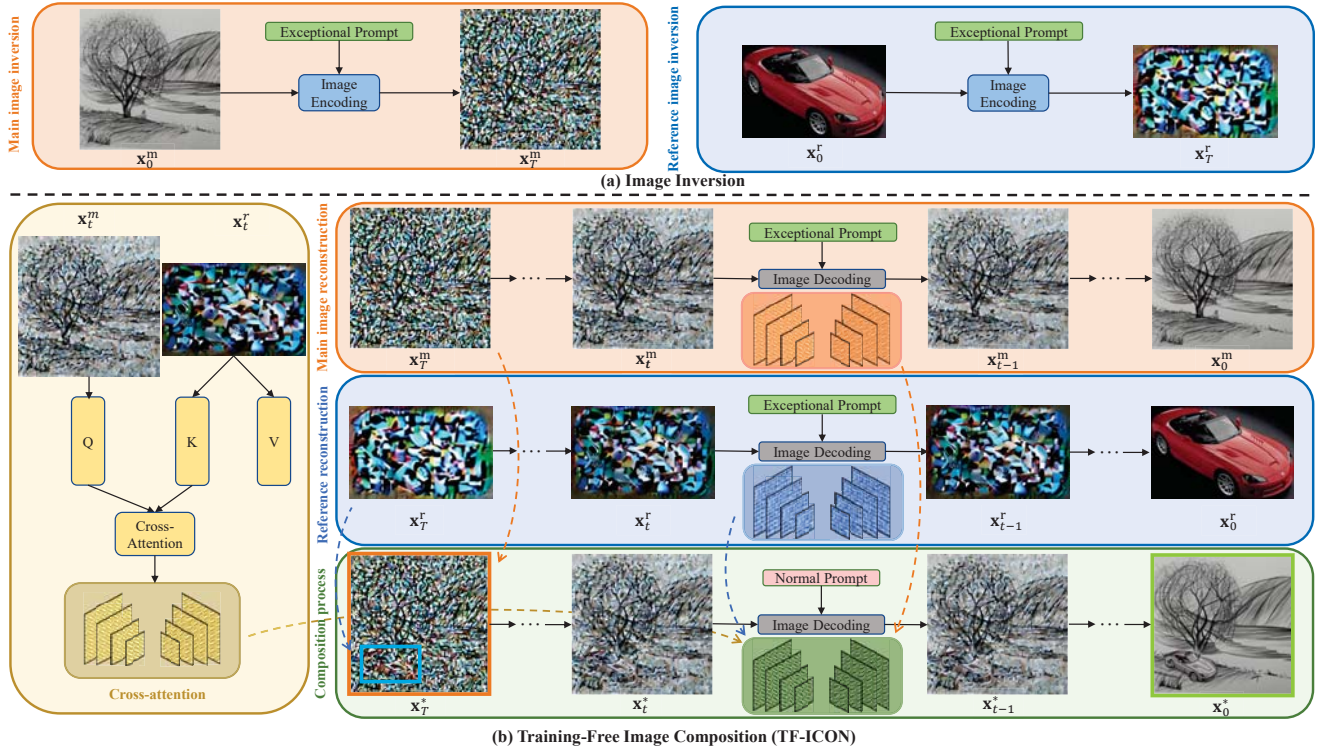 Main image inversion
Exceptional Prompt
Image
Encoding
x_0^m
x_T^m
Reference image inversion
Exceptional Prompt
Image
Encoding
x_0^r
x_T^r
(a) Image Inversion
x_t^m
x_t^r
Q
K
V
Cross-
Attention
Cross-attention
Main image reconstruction
Exceptional Prompt
Image Decoding
x_T^m
x_t^m
x_{t-1}^m
x_0^m
Reference reconstruction
Exceptional Prompt
Image Decoding
x_T^r
x_t^r
x_{t-1}^r
x_0^r
Composition process
Normal Prompt
Image Decoding
x_T^*
x_t^*
x_{t-1}^*
x_0^*
(b) Training-Free Image Composition (TF-ICON)